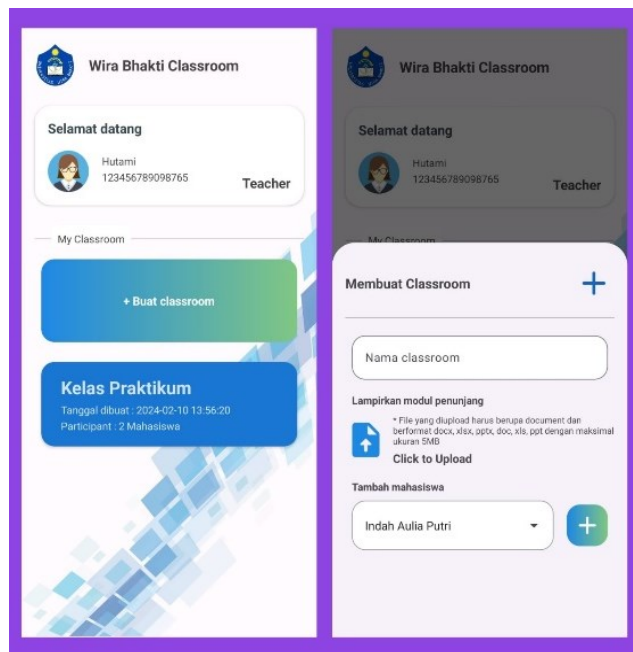 Wira Bhakti Classroom
Selamat datang
Hutami
123456789098765
Teacher
My Classroom
+ Buat classroom
Kelas Praktikum
Tanggal dibuat : 2024-02-10 13:56:20
Participant : 2 Mahasiswa
Wira Bhakti Classroom
Selamat datang
Hutami
123456789098765
Teacher
My Classroom
Membuat Classroom
+
Nama classroom
Lampirkan modul penunjang
* File yang diupload harus berupa document dan
berformat docx, xlsx, pptx, doc, xls, ppt dengan maksimal
ukuran 5MB
Click to Upload
Tambah mahasiswa
Indah Aulia Putri
+